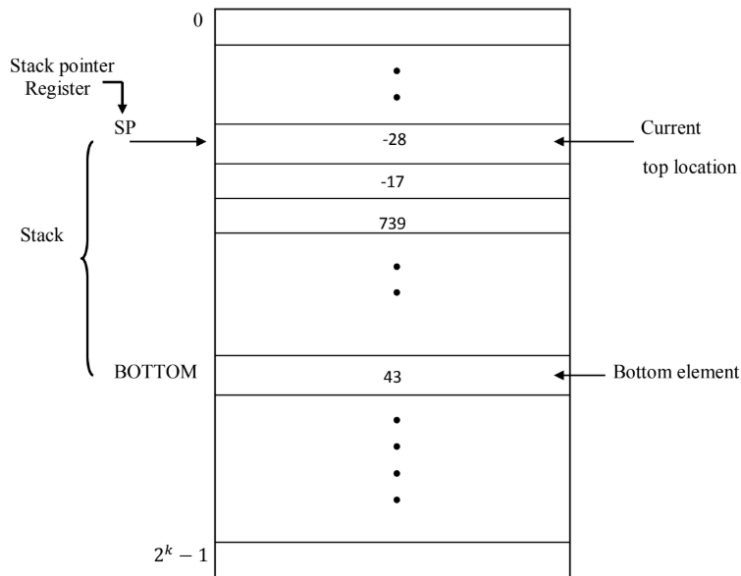 0
Stack pointer
Register
SP
-28
Current
top location
-17
739
Stack
BOTTOM
43
Bottom element
2^k − 1